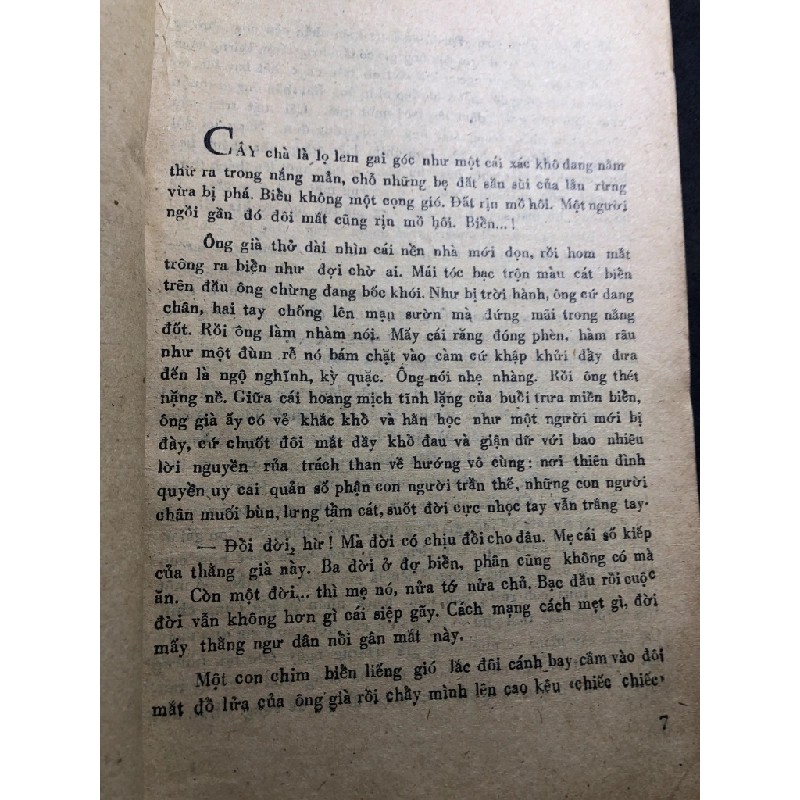 CÂY chà là lọ lem gai góc như một cái xác khô đang nằm
thừ ra trong nắng mẳn, chỗ những bẹ đất sần sùi của lằn rừng
vừa bị phá. Biển không một cọng gió. Đất rịn mồ hôi. Một người
ngồi gần đó đôi mắt cũng rịn mồ hôi. Biển...!
Ông già thở dài nhìn cái nền nhà mới dọn, rồi hom mắt
trông ra biển như đợi chờ ai. Mái tóc bạc trộn màu cát biển
trên đầu ông chừng đang bốc khói. Như bị trời hành, ông cứ dang
chân, hai tay chống lên mạn sườn mà đứng mãi trong nắng
đốt. Rồi ông làm nhàm nói. Mấy cái răng đóng phèn, hàm râu
như một đùm rễ nó bám chặt vào cằm cứ khập khửi đẩy đưa
đến là ngộ nghĩnh, kỳ quặc. Ông nói nhẹ nhàng. Rồi ông thét
nặng nề. Giữa cái hoang mịch tĩnh lặng của buổi trưa miền biển,
ông già ấy có vẻ khắc khổ và hằn học như một người mới bị
đày, cứ chuốt đôi mắt đầy khổ đau và giận dữ với bao nhiêu
lời nguyền rủa trách than về hướng vô cùng: nơi thiên đình
quyền uy cai quản số phận con người trần thế, những con người
chân muối bùn, lưng tằm cát, suốt đời cực nhọc tay vẫn trắng tay.
— Đổi đời, hừ! Mà đời có chịu đổi cho đâu. Mẹ cái số kiếp
của thằng già này. Ba đời ở đợ biển, phân cũng không có mà
ăn. Còn một đời... thì mẹ nó, nửa tớ nửa chủ. Bạc đầu rồi cuộc
đời vẫn không hơn gì cái siệp gãy. Cách mạng cách mẹt gì, đời
mấy thằng ngư dân nổi gân mắt này.
Một con chim biển liếng gió lắc đôi cánh bay cắm vào đôi
mắt đỏ lửa của ông già rồi chầy mình lên cao kêu «chiếc chiếc»
7